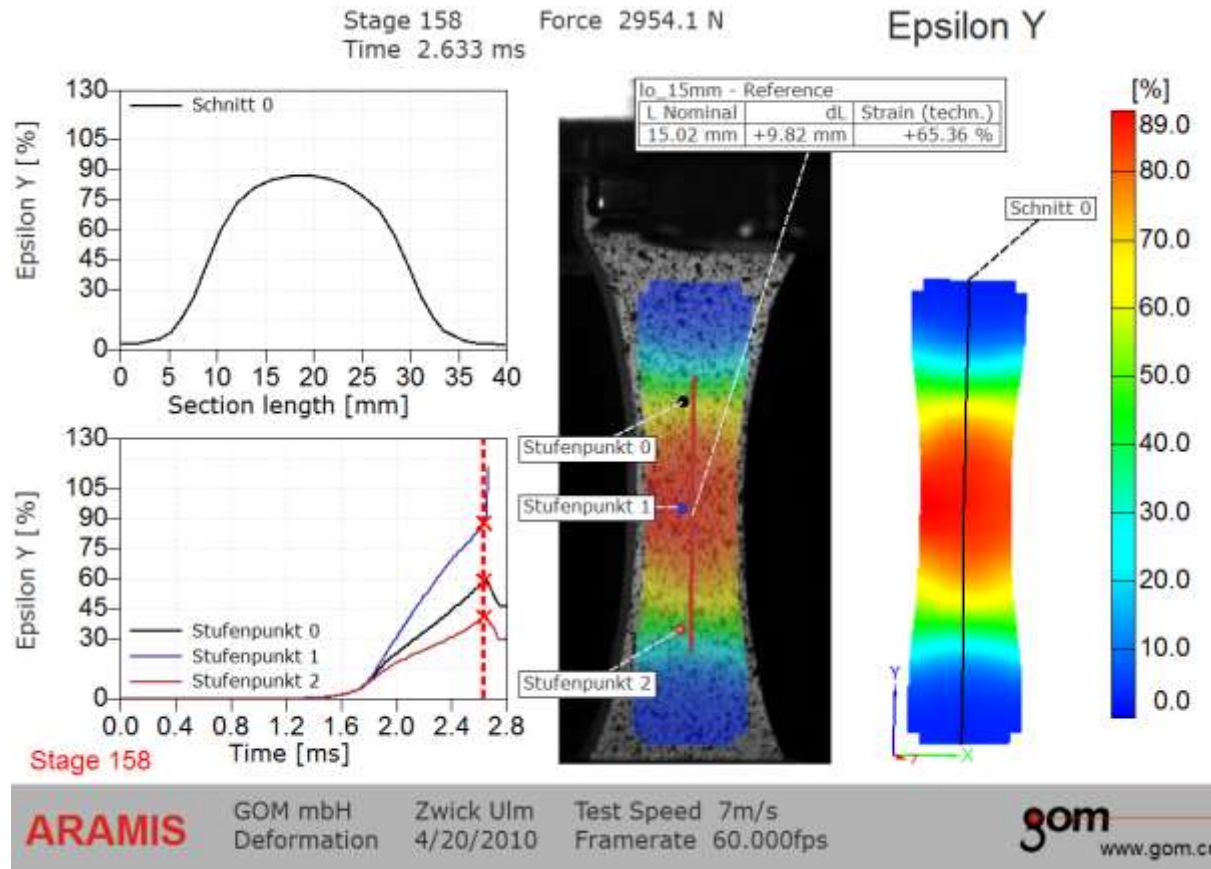 Stage 158
Time 2.633 ms
Force 2954.1 N
Epsilon Y
130
105
90
75
60
45
30
0
Epsilon Y [%]
Schnitt 0
0 5 10 15 20 25 30 35 40
Section length [mm]
130
105
90
75
60
45
30
0
Epsilon Y [%]
Stufenpunkt 0
Stufenpunkt 1
Stufenpunkt 2
0.0 0.4 0.8 1.2 1.6 2.0 2.4 2.8
Time [ms]
Stage 158
lo_15mm - Reference
L Nominal dL Strain (techn.)
15.02 mm +9.82 mm +65.36 %
Stufenpunkt 0
Stufenpunkt 1
Stufenpunkt 2
Schnitt 0
Y
X
[%]
89.0
80.0
70.0
60.0
50.0
40.0
30.0
20.0
10.0
0.0
ARAMIS
GOM mbH Zwick Ulm Test Speed 7m/s
Deformation 4/20/2010 Framerate 60.000fps
gom